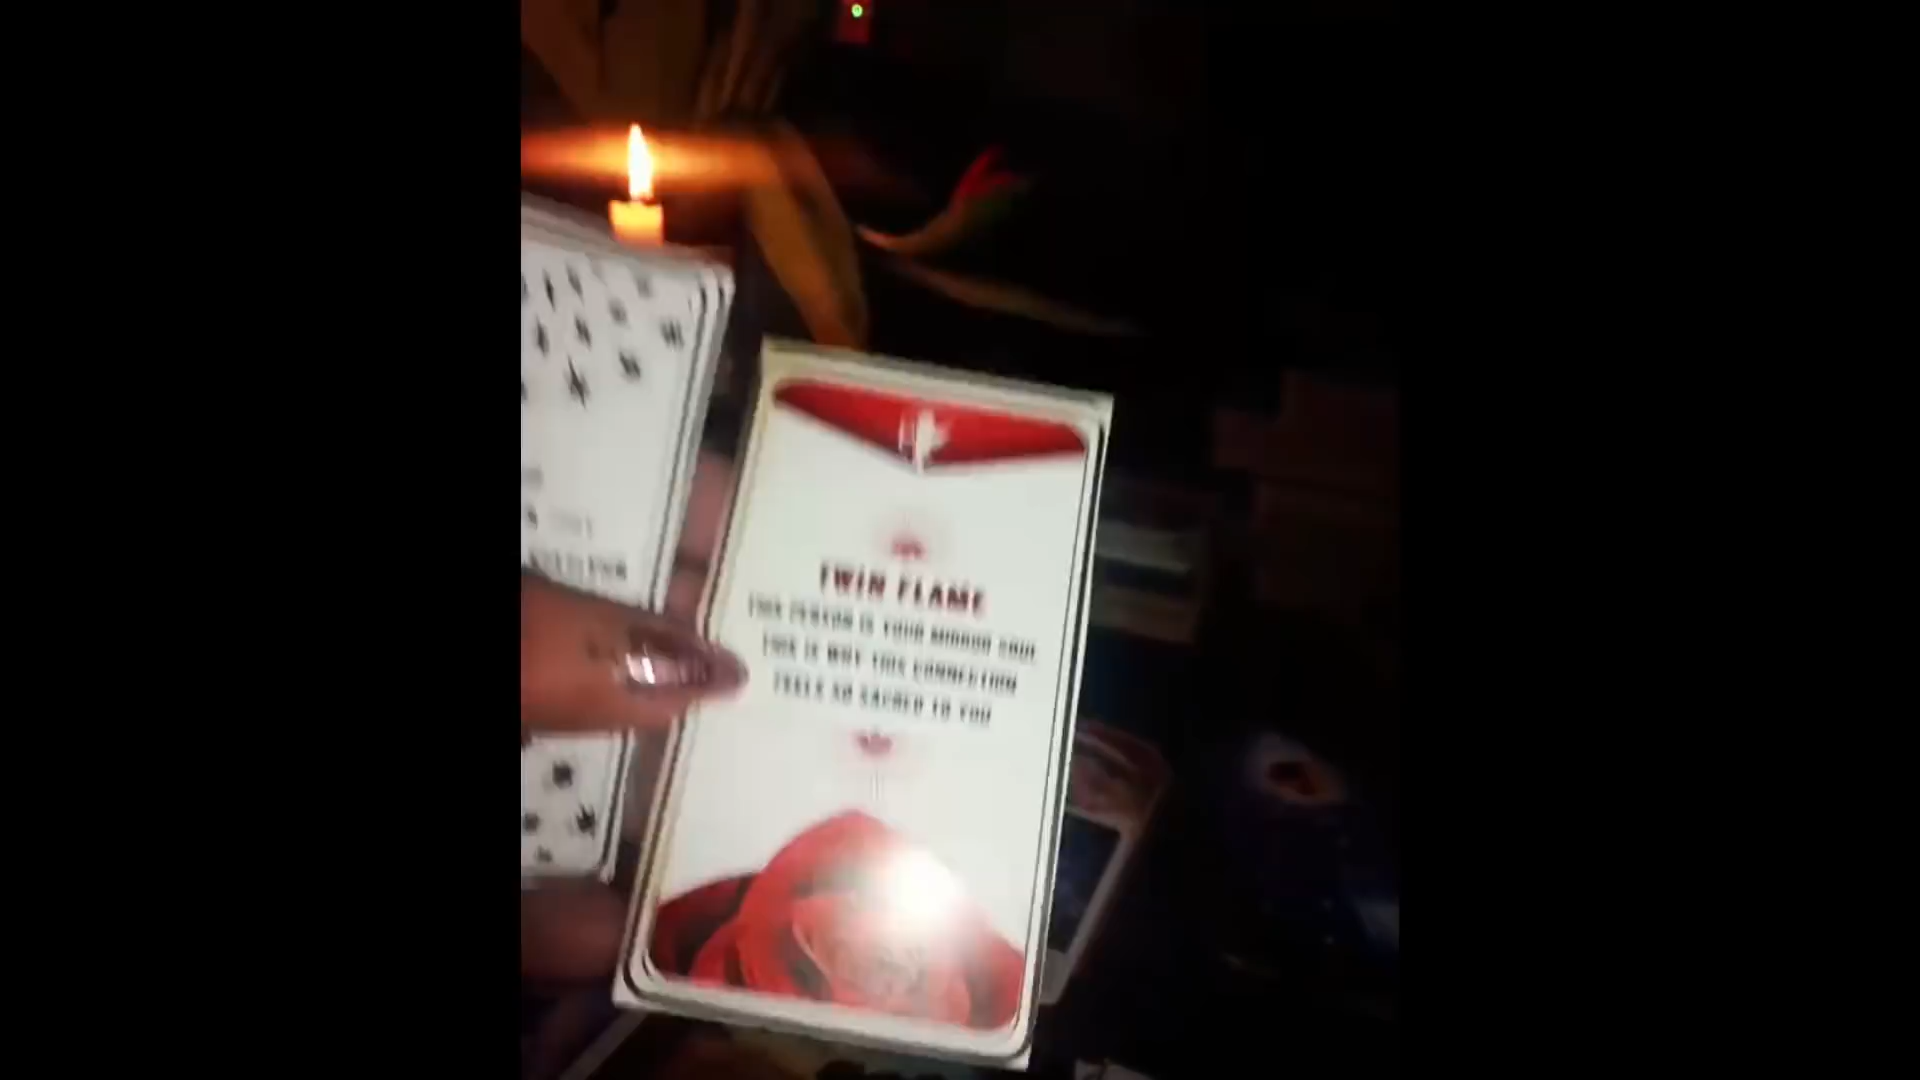 TWIN FLAME
THIS PERSON IS YOUR MIRROR SOUL
THIS IS WHY THIS CONNECTION
FEELS SO SACRED TO YOU